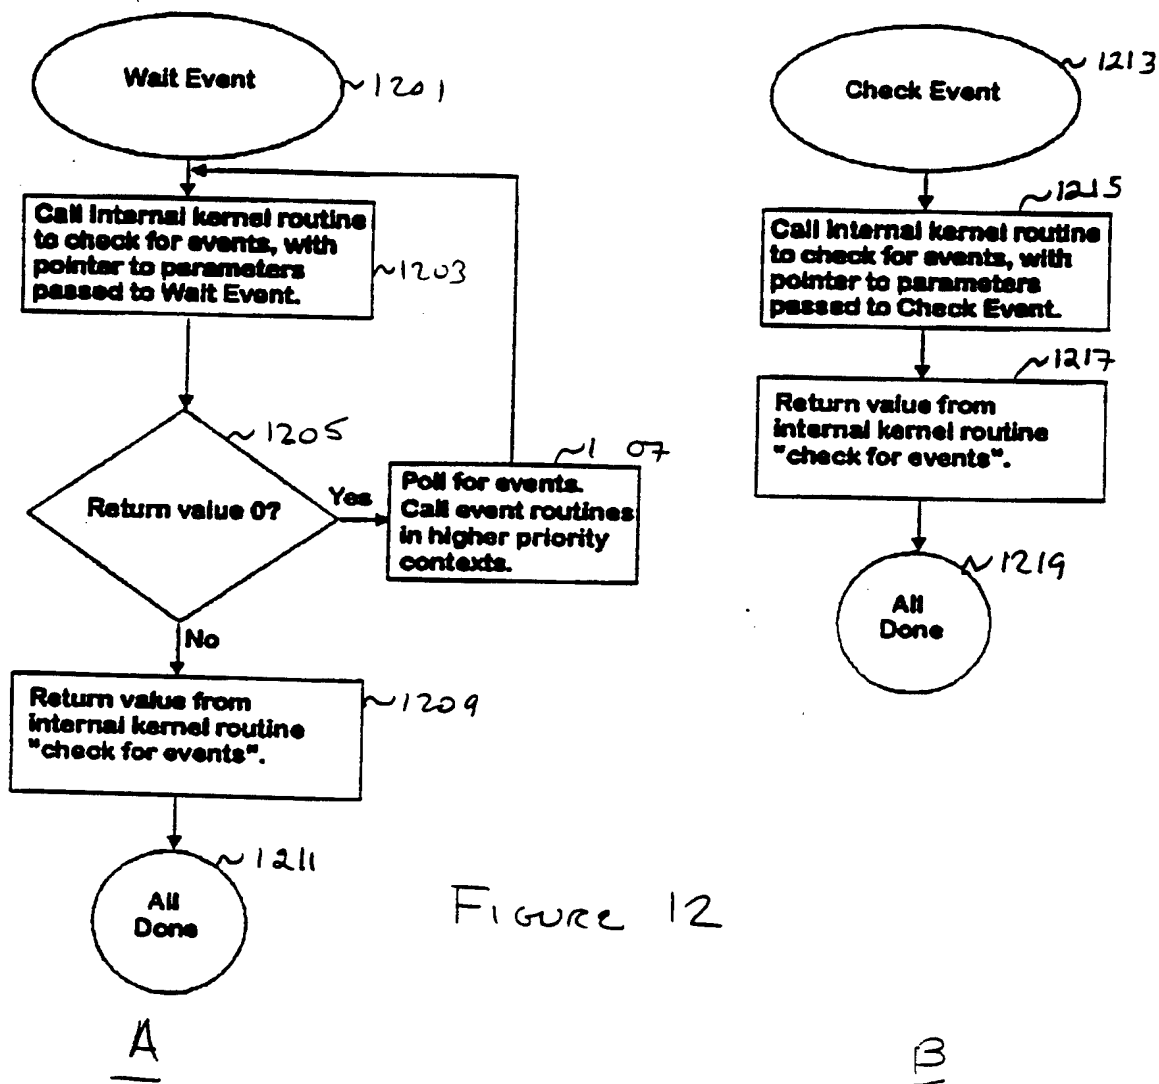 Wait Event
1201
Call internal kernel routine
to check for events, with
pointer to parameters
passed to Wait Event.
1203
1205
Return value 0?
Yes
1 07
Poll for events.
Call event routines
in higher priority
contexts.
No
Return value from
internal kernel routine
"check for events".
1209
1211
All
Done
A
Check Event
1213
1215
Call internal kernel routine
to check for events, with
pointer to parameters
passed to Check Event.
1217
Return value from
internal kernel routine
"check for events".
1219
All
Done
Figure 12
B